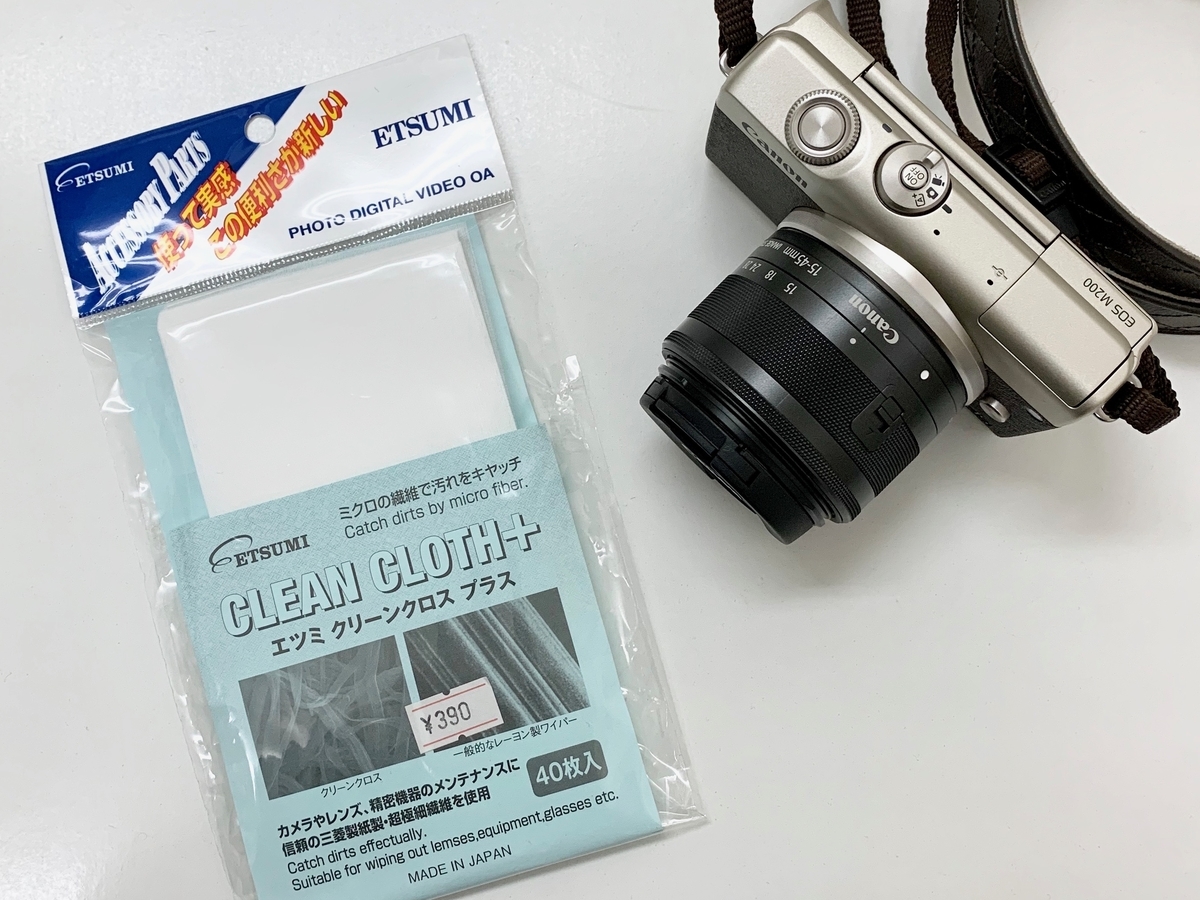 ETSUMI
ACCESSORY PARTS
使って実感
この便利さが新しい
ETSUMI
PHOTO DIGITAL VIDEO OA
ミクロの繊維で汚れをキャッチ
Catch dirts by micro fiber.
ETSUMI
CLEAN CLOTH+
エツミ クリーンクロス プラス
¥390
クリーンクロス
一般的なレーヨン製ワイパー
40枚入
カメラやレンズ、精密機器のメンテナンスに
信頼の三菱製紙製・超極細繊維を使用
Catch dirts effectually.
Suitable for wiping out lemses,equipment,glasses etc.
MADE IN JAPAN
Canon
ON
OFF
EOS M200
15-45mm
15 18 24
Canon